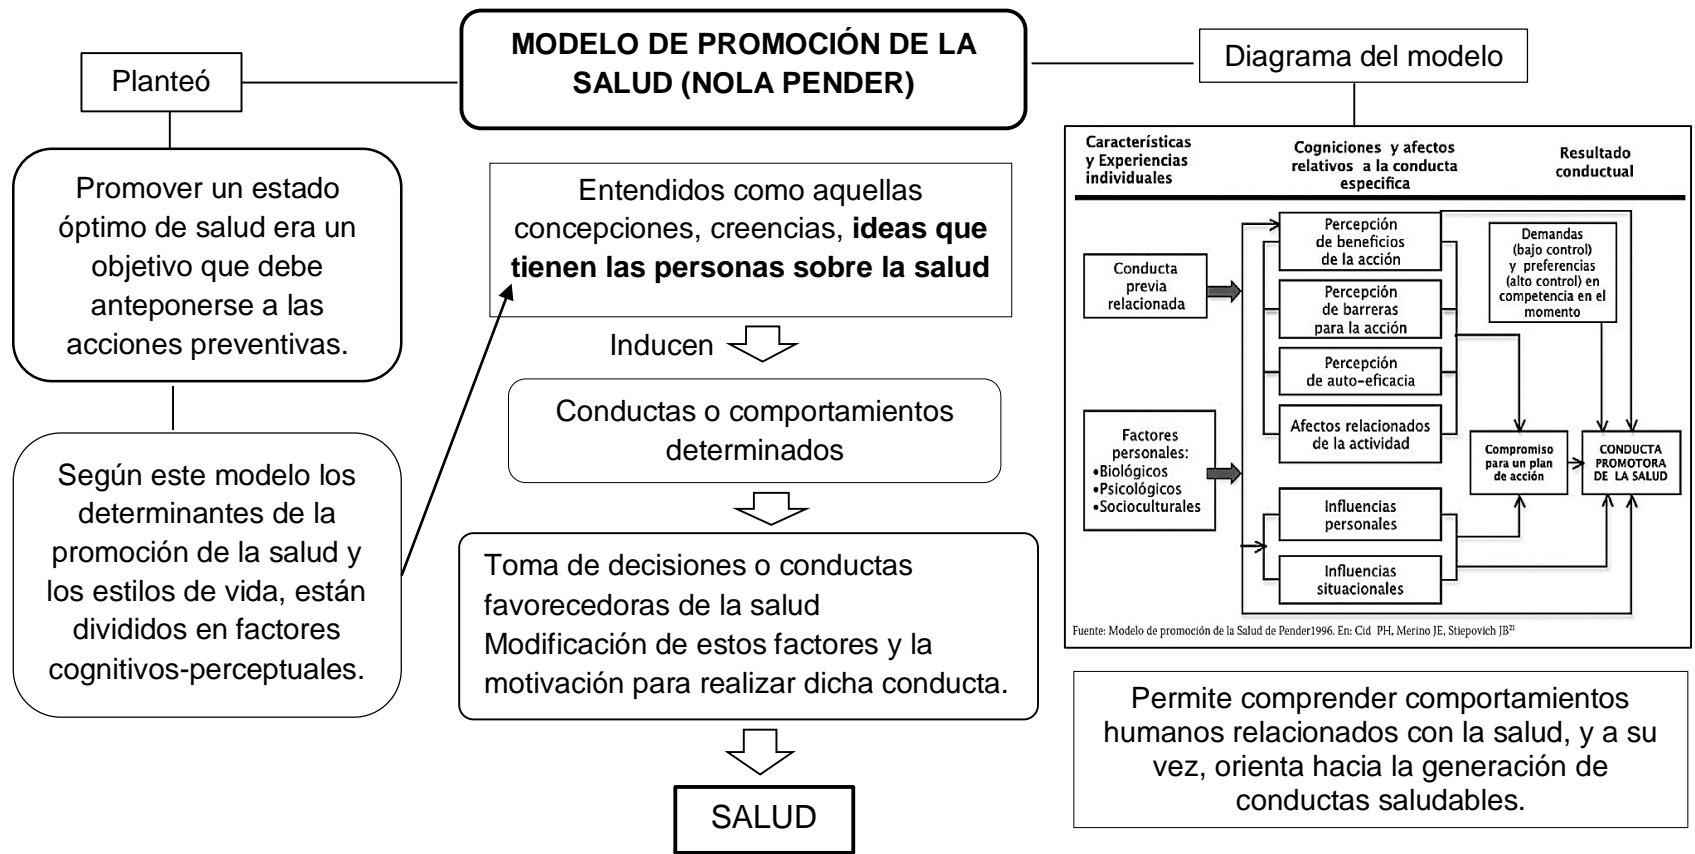 MODELO DE PROMOCIÓN DE LA
SALUD (NOLA PENDER)
Planteó
Promover un estado
óptimo de salud era un
objetivo que debe
anteponerse a las
acciones preventivas.
Según este modelo los
determinantes de la
promoción de la salud y
los estilos de vida, están
divididos en factores
cognitivos-perceptuales.
Entendidos como aquellas
concepciones, creencias, ideas que
tienen las personas sobre la salud
Inducen
Conductas o comportamientos
determinados
Toma de decisiones o conductas
favorecedoras de la salud
Modificación de estos factores y la
motivación para realizar dicha conducta.
SALUD
Diagrama del modelo
Características
y Experiencias
individuales
Cogniciones y afectos
relativos a la conducta
especifica
Resultado
conductual
Conducta
previa
relacionada
Factores
personales:
•Biológicos
•Psicológicos
•Socioculturales
Percepción
de beneficios
de la acción
Percepción
de barreras
para la acción
Percepción
de auto-eficacia
Afectos relacionados
de la actividad
Influencias
personales
Influencias
situacionales
Demandas
(bajo control)
y preferencias
(alto control) en
competencia en el
momento
Compromiso
para un plan
de acción
CONDUCTA
PROMOTORA
DE LA SALUD
Fuente: Modelo de promoción de la Salud de Pender1996. En: Cid PH, Merino JE, Stiepovich JB²¹
Permite comprender comportamientos
humanos relacionados con la salud, y a su
vez, orienta hacia la generación de
conductas saludables.